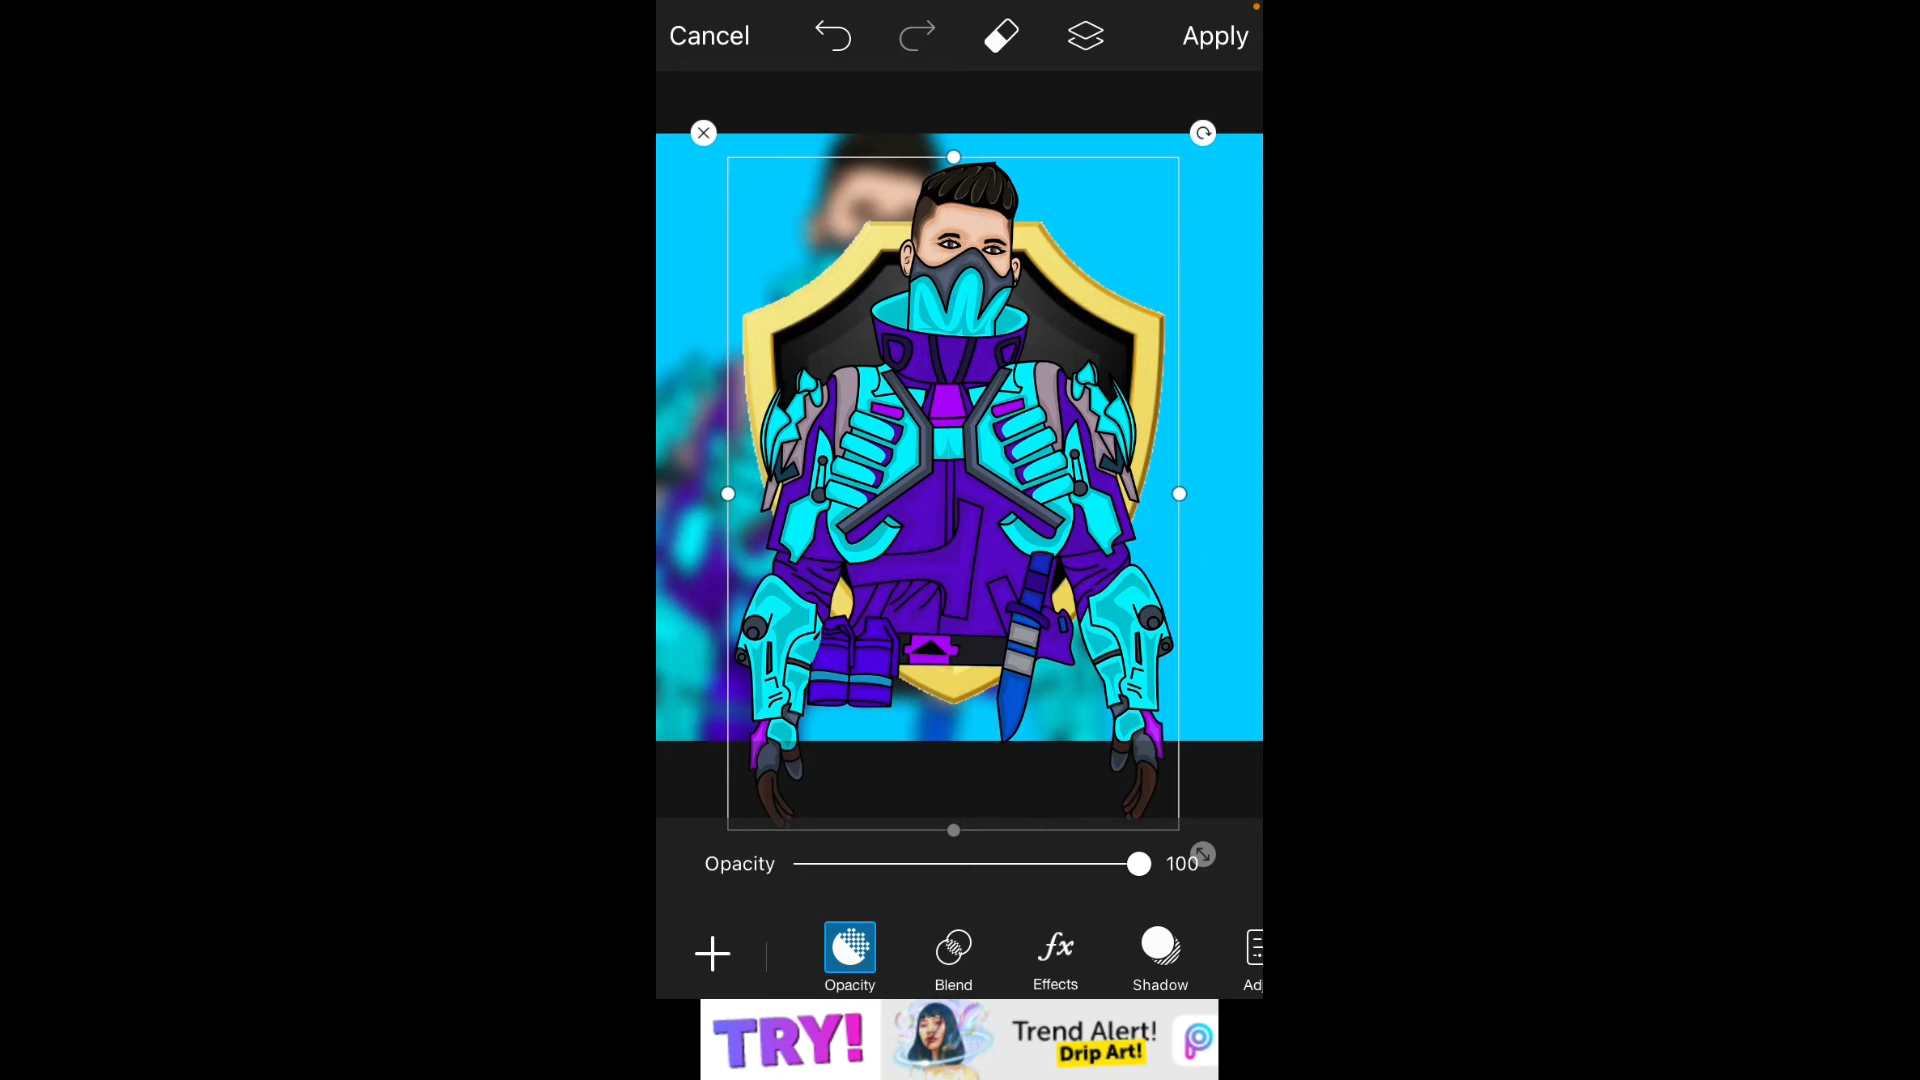 Cancel
Apply
Opacity
100
Opacity
Blend
Effects
Shadow
Ad
TRY!
Trend Alert!
Drip Art!